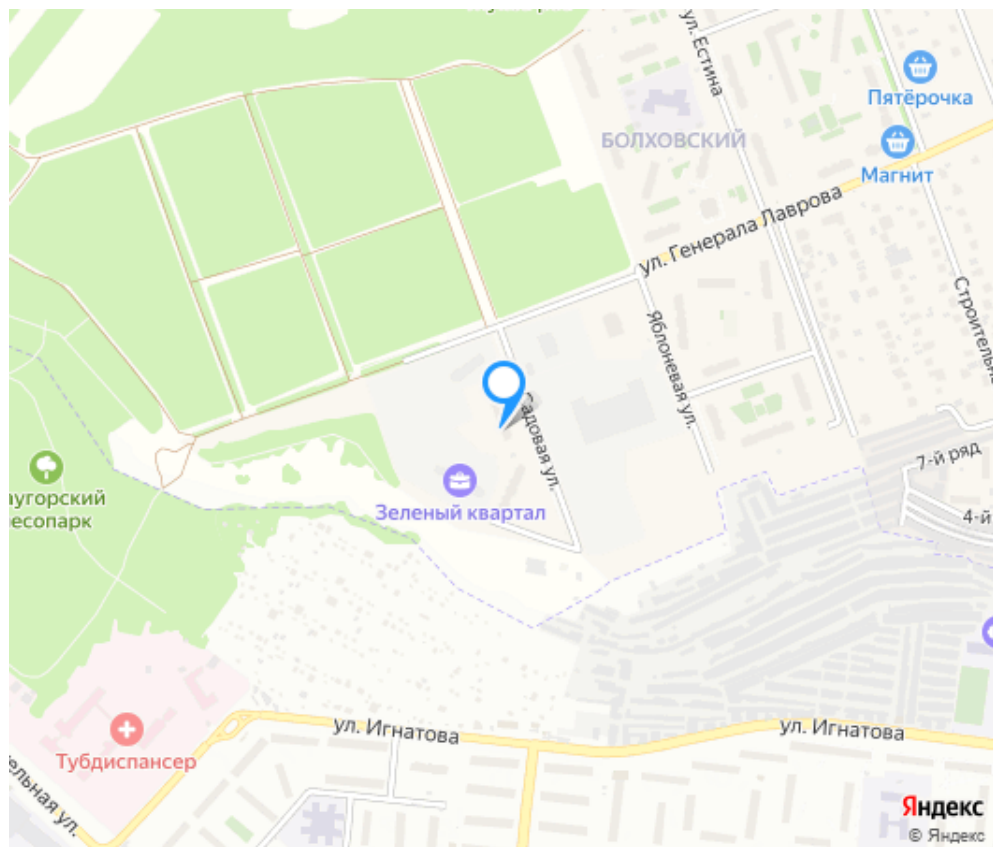 ул. Естина
Пятёрочка
БОЛХОВСКИЙ
Магнит
ул. Генерала Лаврова
Яблоневая ул.
Садовая ул.
7-й ряд
4-й
Зеленый квартал
ул. Игнатова
ул. Игнатова
Тубдиспансер
Яндекс
© Яндекс